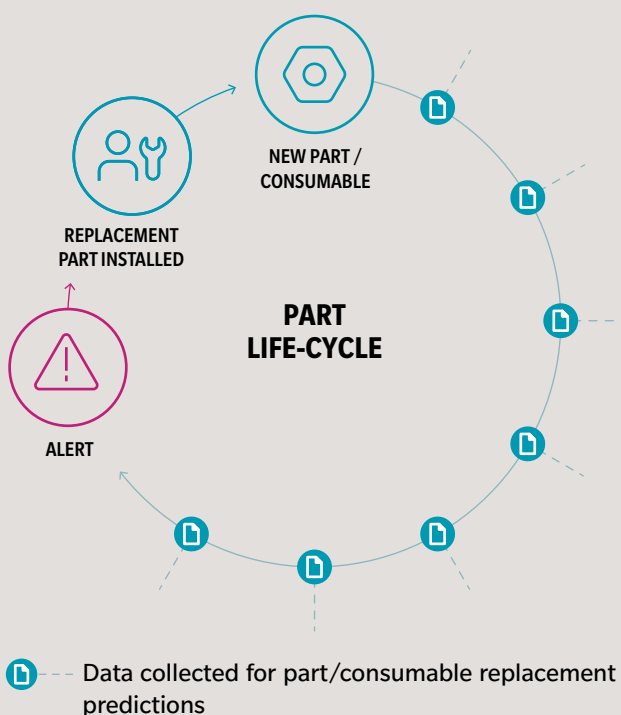 NEW PART /
CONSUMABLE
REPLACEMENT
PART INSTALLED
PART
LIFE-CYCLE
ALERT
Data collected for part/consumable replacement
predictions